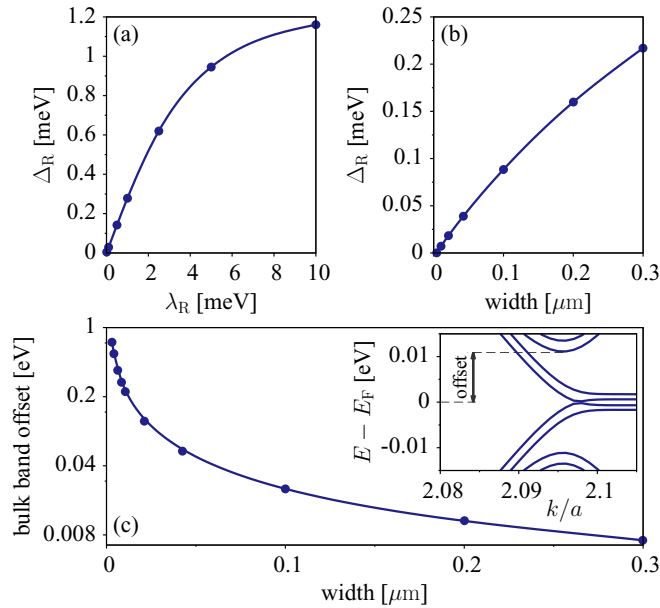 (a)
Δ_R [meV]
1.2
1
0.8
0.6
0.4
0.2
0
0 2 4 6 8 10
λ_R [meV]
(b)
Δ_R [meV]
0.25
0.2
0.15
0.1
0.05
0
0 0.1 0.2 0.3
width [μm]
(c)
bulk band offset [eV]
1
0.2
0.04
0.008
0 0.1 0.2 0.3
width [μm]
E − E_F [eV]
0.01
0
-0.01
offset
2.08 2.09 2.1
k/a